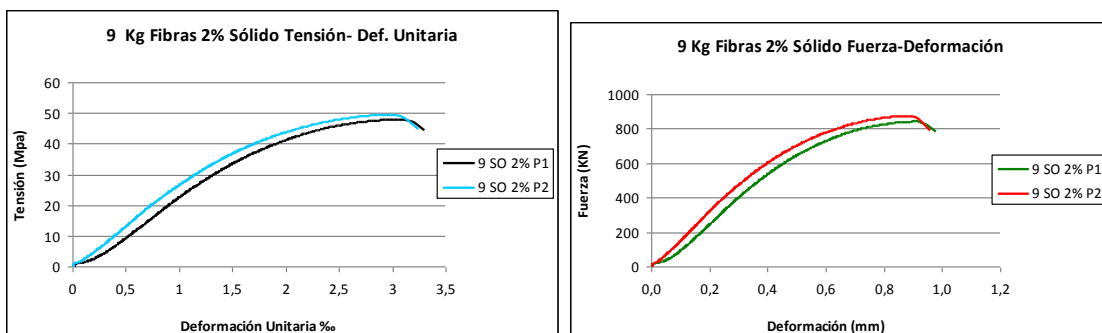 9 Kg Fibras 2% Sólido Tensión- Def. Unitaria
60
50
40
30
20
10
0
Tensión (Mpa)
0
0,5
1
1,5
2
2,5
3
3,5
Deformación Unitaria ‰
9 SO 2% P1
9 SO 2% P2
9 Kg Fibras 2% Sólido Fuerza-Deformación
1000
800
600
400
200
0
Fuerza (KN)
0,0
0,2
0,4
0,6
0,8
1,0
1,2
Deformación (mm)
9 SO 2% P1
9 SO 2% P2